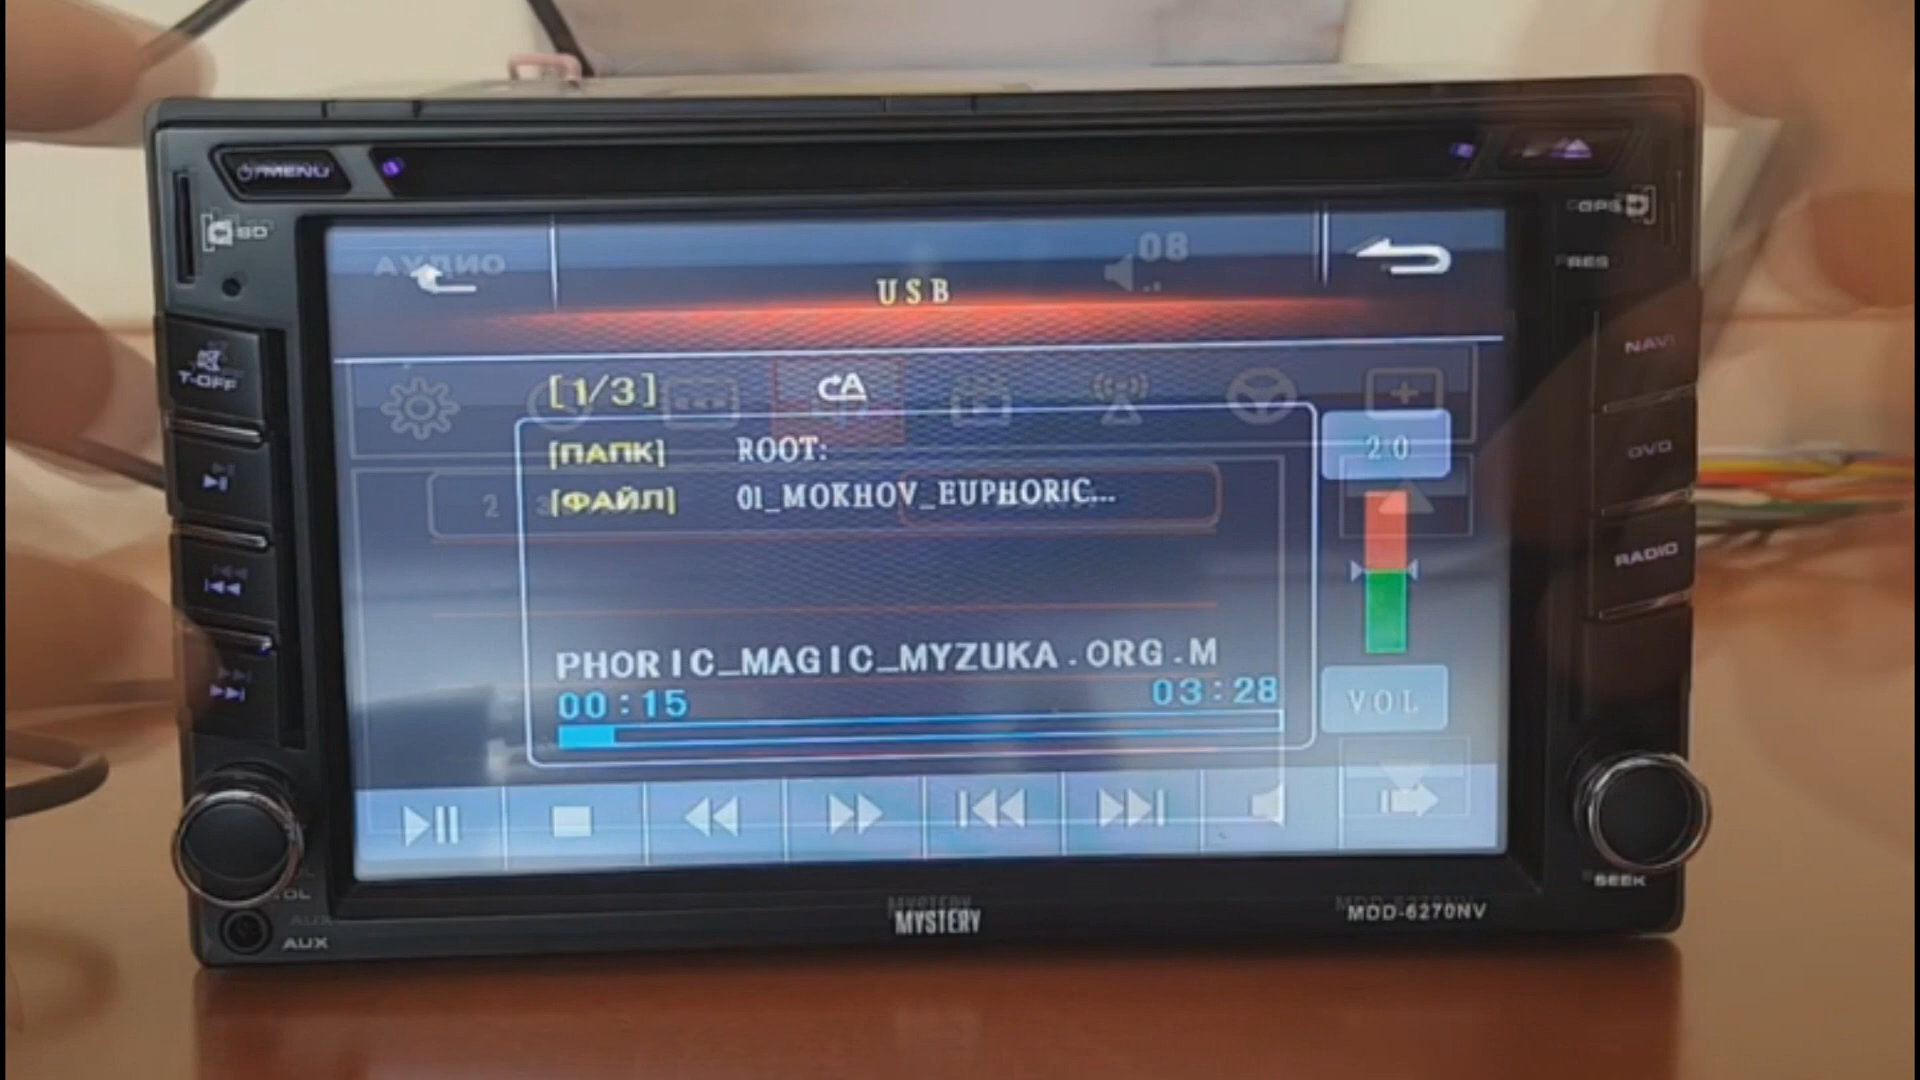 MENU
SD
GPS
RES
АУДИО
08
USB
T-OFF
NAVI
[1/3]
[ПАПК] ROOT:
20
[ФАЙЛ] 01_MOKHOV_EUPHORIC...
DVD
RADIO
PHORIC_MAGIC_MYZUKA.ORG.M
00:15 03:28
VOL
SEEK
MYSTERY
MDD-6270NV
AUX